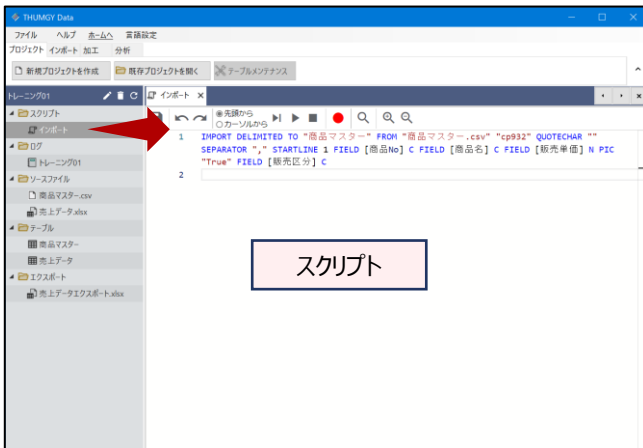 THUMGY Data
ファイル ヘルプ ホームへ 言語設定
プロジェクト インポート 加工 分析
新規プロジェクトを作成 既存プロジェクトを開く テーブルメンテナンス
トレーニング01 インポート
スクリプト
インポート
ログ
トレーニング01
ソースファイル
商品マスター.csv
売上データ.xlsx
テーブル
商品マスター
売上データ
エクスポート
売上データエクスポート.xlsx
先頭から
カーソルから
1 IMPORT DELIMITED TO "商品マスター" FROM "商品マスター.csv" "cp932" QUOTECHAR ""
SEPARATOR "," STARTLINE 1 FIELD [商品No] C FIELD [商品名] C FIELD [販売単価] N PIC
"True" FIELD [販売区分] C
2
スクリプト